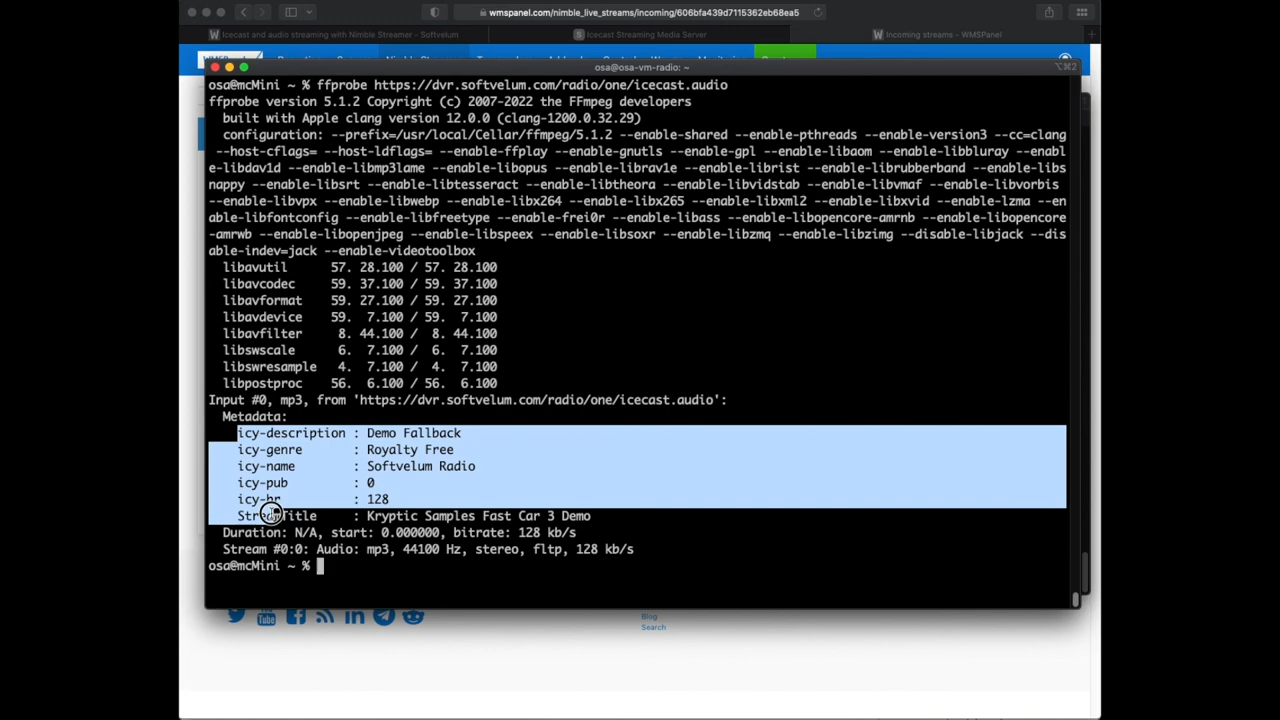 wmspanel.com/nimble_live_streams/incoming/606bfa439d7115362eb68ea5
Icecast and audio streaming with Nimble Streamer - Softvelum
Icecast Streaming Media Server
Incoming streams - WMSPanel
osa@osa-vm-radio: ~
⌥⌘2
osa@mcMini ~ % ffprobe https://dvr.softvelum.com/radio/one/icecast.audio
ffprobe version 5.1.2 Copyright (c) 2007-2022 the FFmpeg developers
built with Apple clang version 12.0.0 (clang-1200.0.32.29)
configuration: --prefix=/usr/local/Cellar/ffmpeg/5.1.2 --enable-shared --enable-pthreads --enable-version3 --cc=clang
--host-cflags= --host-ldflags= --enable-ffplay --enable-gnutls --enable-gpl --enable-libaom --enable-libbluray --enabl
e-libdav1d --enable-libmp3lame --enable-libopus --enable-librav1e --enable-librist --enable-librubberband --enable-libs
nappy --enable-libsrt --enable-libtesseract --enable-libtheora --enable-libvidstab --enable-libvmaf --enable-libvorbis
--enable-libvpx --enable-libwebp --enable-libx264 --enable-libx265 --enable-libxml2 --enable-libxvid --enable-lzma --en
able-libfontconfig --enable-libfreetype --enable-frei0r --enable-libass --enable-libopencore-amrnb --enable-libopencore
-amrwb --enable-libopenjpeg --enable-libspeex --enable-libsoxr --enable-libzmq --enable-libzimg --disable-libjack --dis
able-indev=jack --enable-videotoolbox
libavutil 57. 28.100 / 57. 28.100
libavcodec 59. 37.100 / 59. 37.100
libavformat 59. 27.100 / 59. 27.100
libavdevice 59. 7.100 / 59. 7.100
libavfilter 8. 44.100 / 8. 44.100
libswscale 6. 7.100 / 6. 7.100
libswresample 4. 7.100 / 4. 7.100
libpostproc 56. 6.100 / 56. 6.100
Input #0, mp3, from 'https://dvr.softvelum.com/radio/one/icecast.audio':
Metadata:
icy-description : Demo Fallback
icy-genre : Royalty Free
icy-name : Softvelum Radio
icy-pub : 0
icy-br : 128
StreamTitle : Kryptic Samples Fast Car 3 Demo
Duration: N/A, start: 0.000000, bitrate: 128 kb/s
Stream #0:0: Audio: mp3, 44100 Hz, stereo, fltp, 128 kb/s
osa@mcMini ~ %
Blog
Search